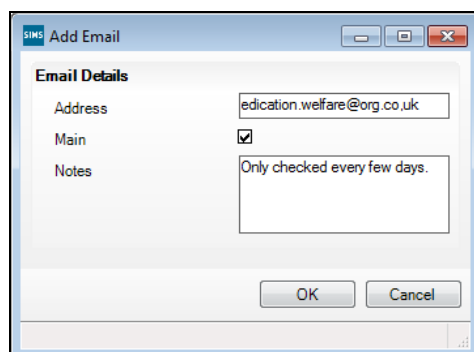 SIMS Add Email
Email Details
Address edication.welfare@org.co,uk
Main
Notes Only checked every few days.
OK Cancel